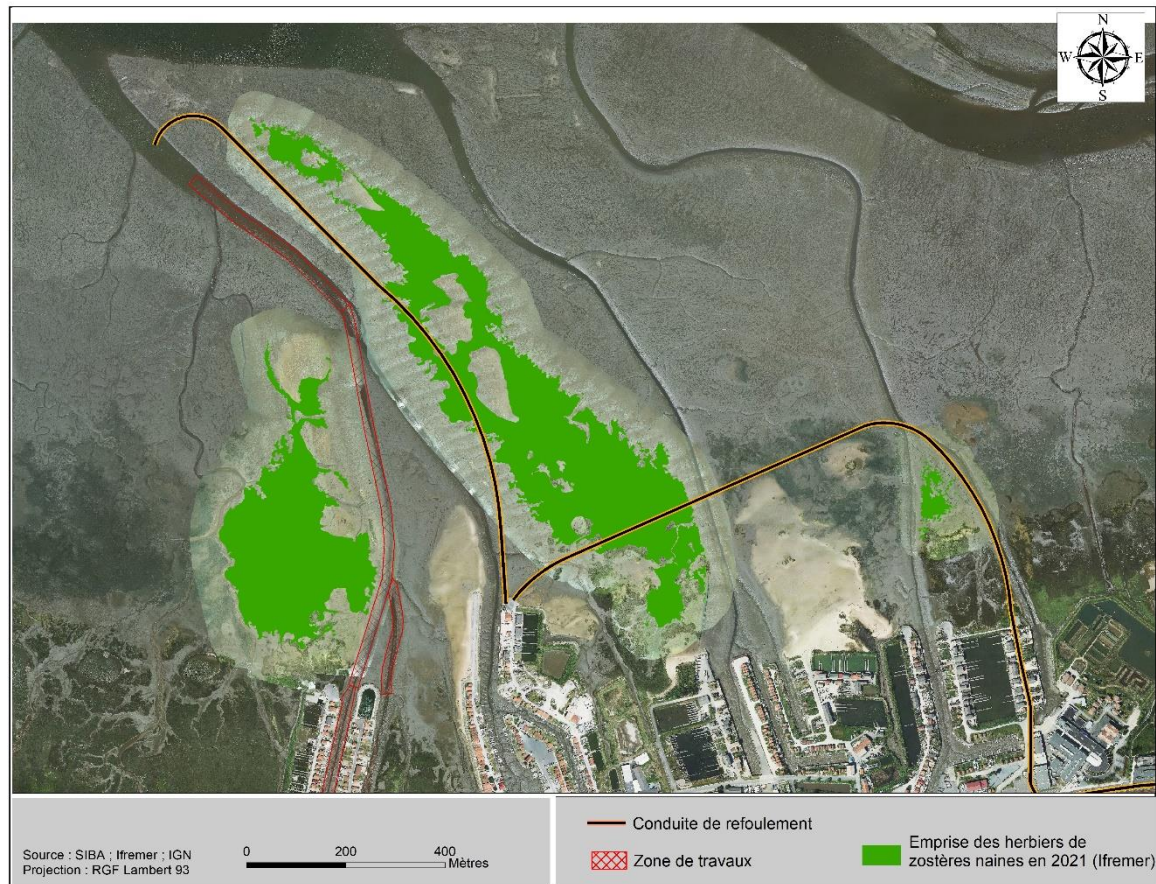 N
W E
S
Source : SIBA ; Ifremer ; IGN
Projection : RGF Lambert 93
0 200 400
Mètres
Conduite de refoulement
Zone de travaux
Emprise des herbiers de
zostères naines en 2021 (Ifremer)